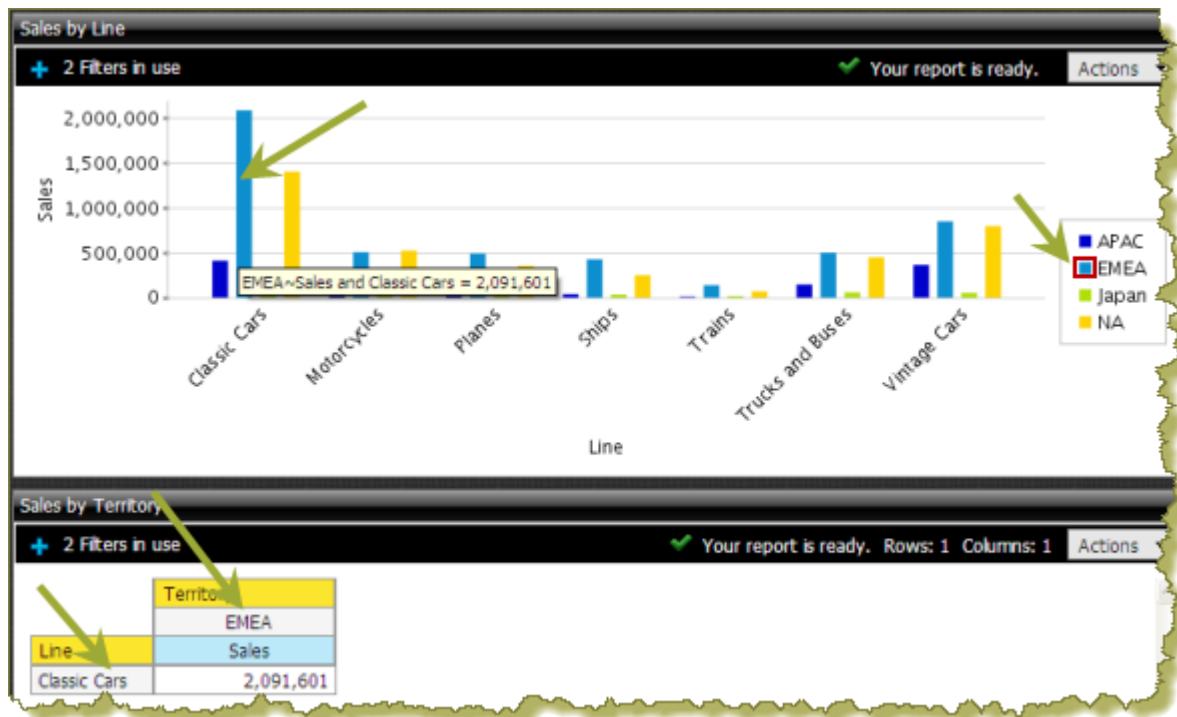 Sales by Line
2 Filters in use
Your report is ready.
Actions
2,000,000
1,500,000
1,000,000
500,000
0
Sales
EMEA~Sales and Classic Cars = 2,091,601
APAC
EMEA
Japan
NA
Classic Cars
Motorcycles
Planes
Ships
Trains
Trucks and Buses
Vintage Cars
Line
Sales by Territory
2 Filters in use
Your report is ready. Rows: 1 Columns: 1
Actions
Territory
EMEA
Line Sales
Classic Cars 2,091,601